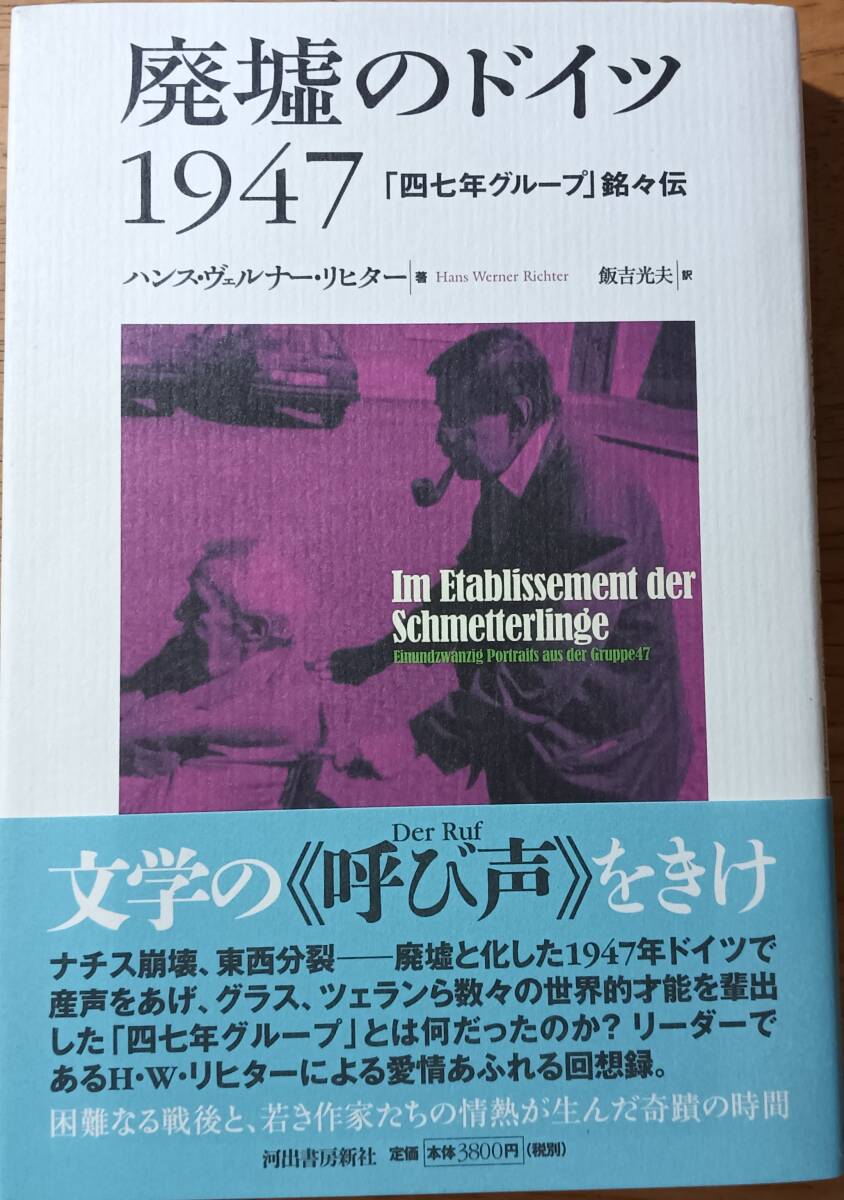 廃墟のドイツ
1947「四七年グループ」銘々伝
ハンス・ヴェルナー・リヒター|著 Hans Werner Richter 飯吉光夫|訳
Im Etablissement der
Schmetterlinge
Einundzwanzig Portraits aus der Gruppe47
Der Ruf
文学の《呼び声》をきけ
ナチス崩壊、東西分裂――廃墟と化した1947年ドイツで
産声をあげ、グラス、ツェランら数々の世界的才能を輩出
した「四七年グループ」とは何だったのか? リーダーで
あるH・W・リヒターによる愛情あふれる回想録。
困難なる戦後と、若き作家たちの情熱が生んだ奇蹟の時間
河出書房新社 定価 本体3800円(税別)